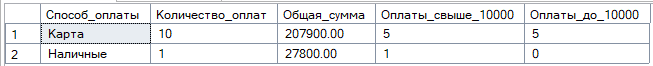 Способ_оплаты Количество_оплат Общая_сумма Оплаты_свыше_10000 Оплаты_до_10000
1 Карта 10 207900.00 5 5
2 Наличные 1 27800.00 1 0